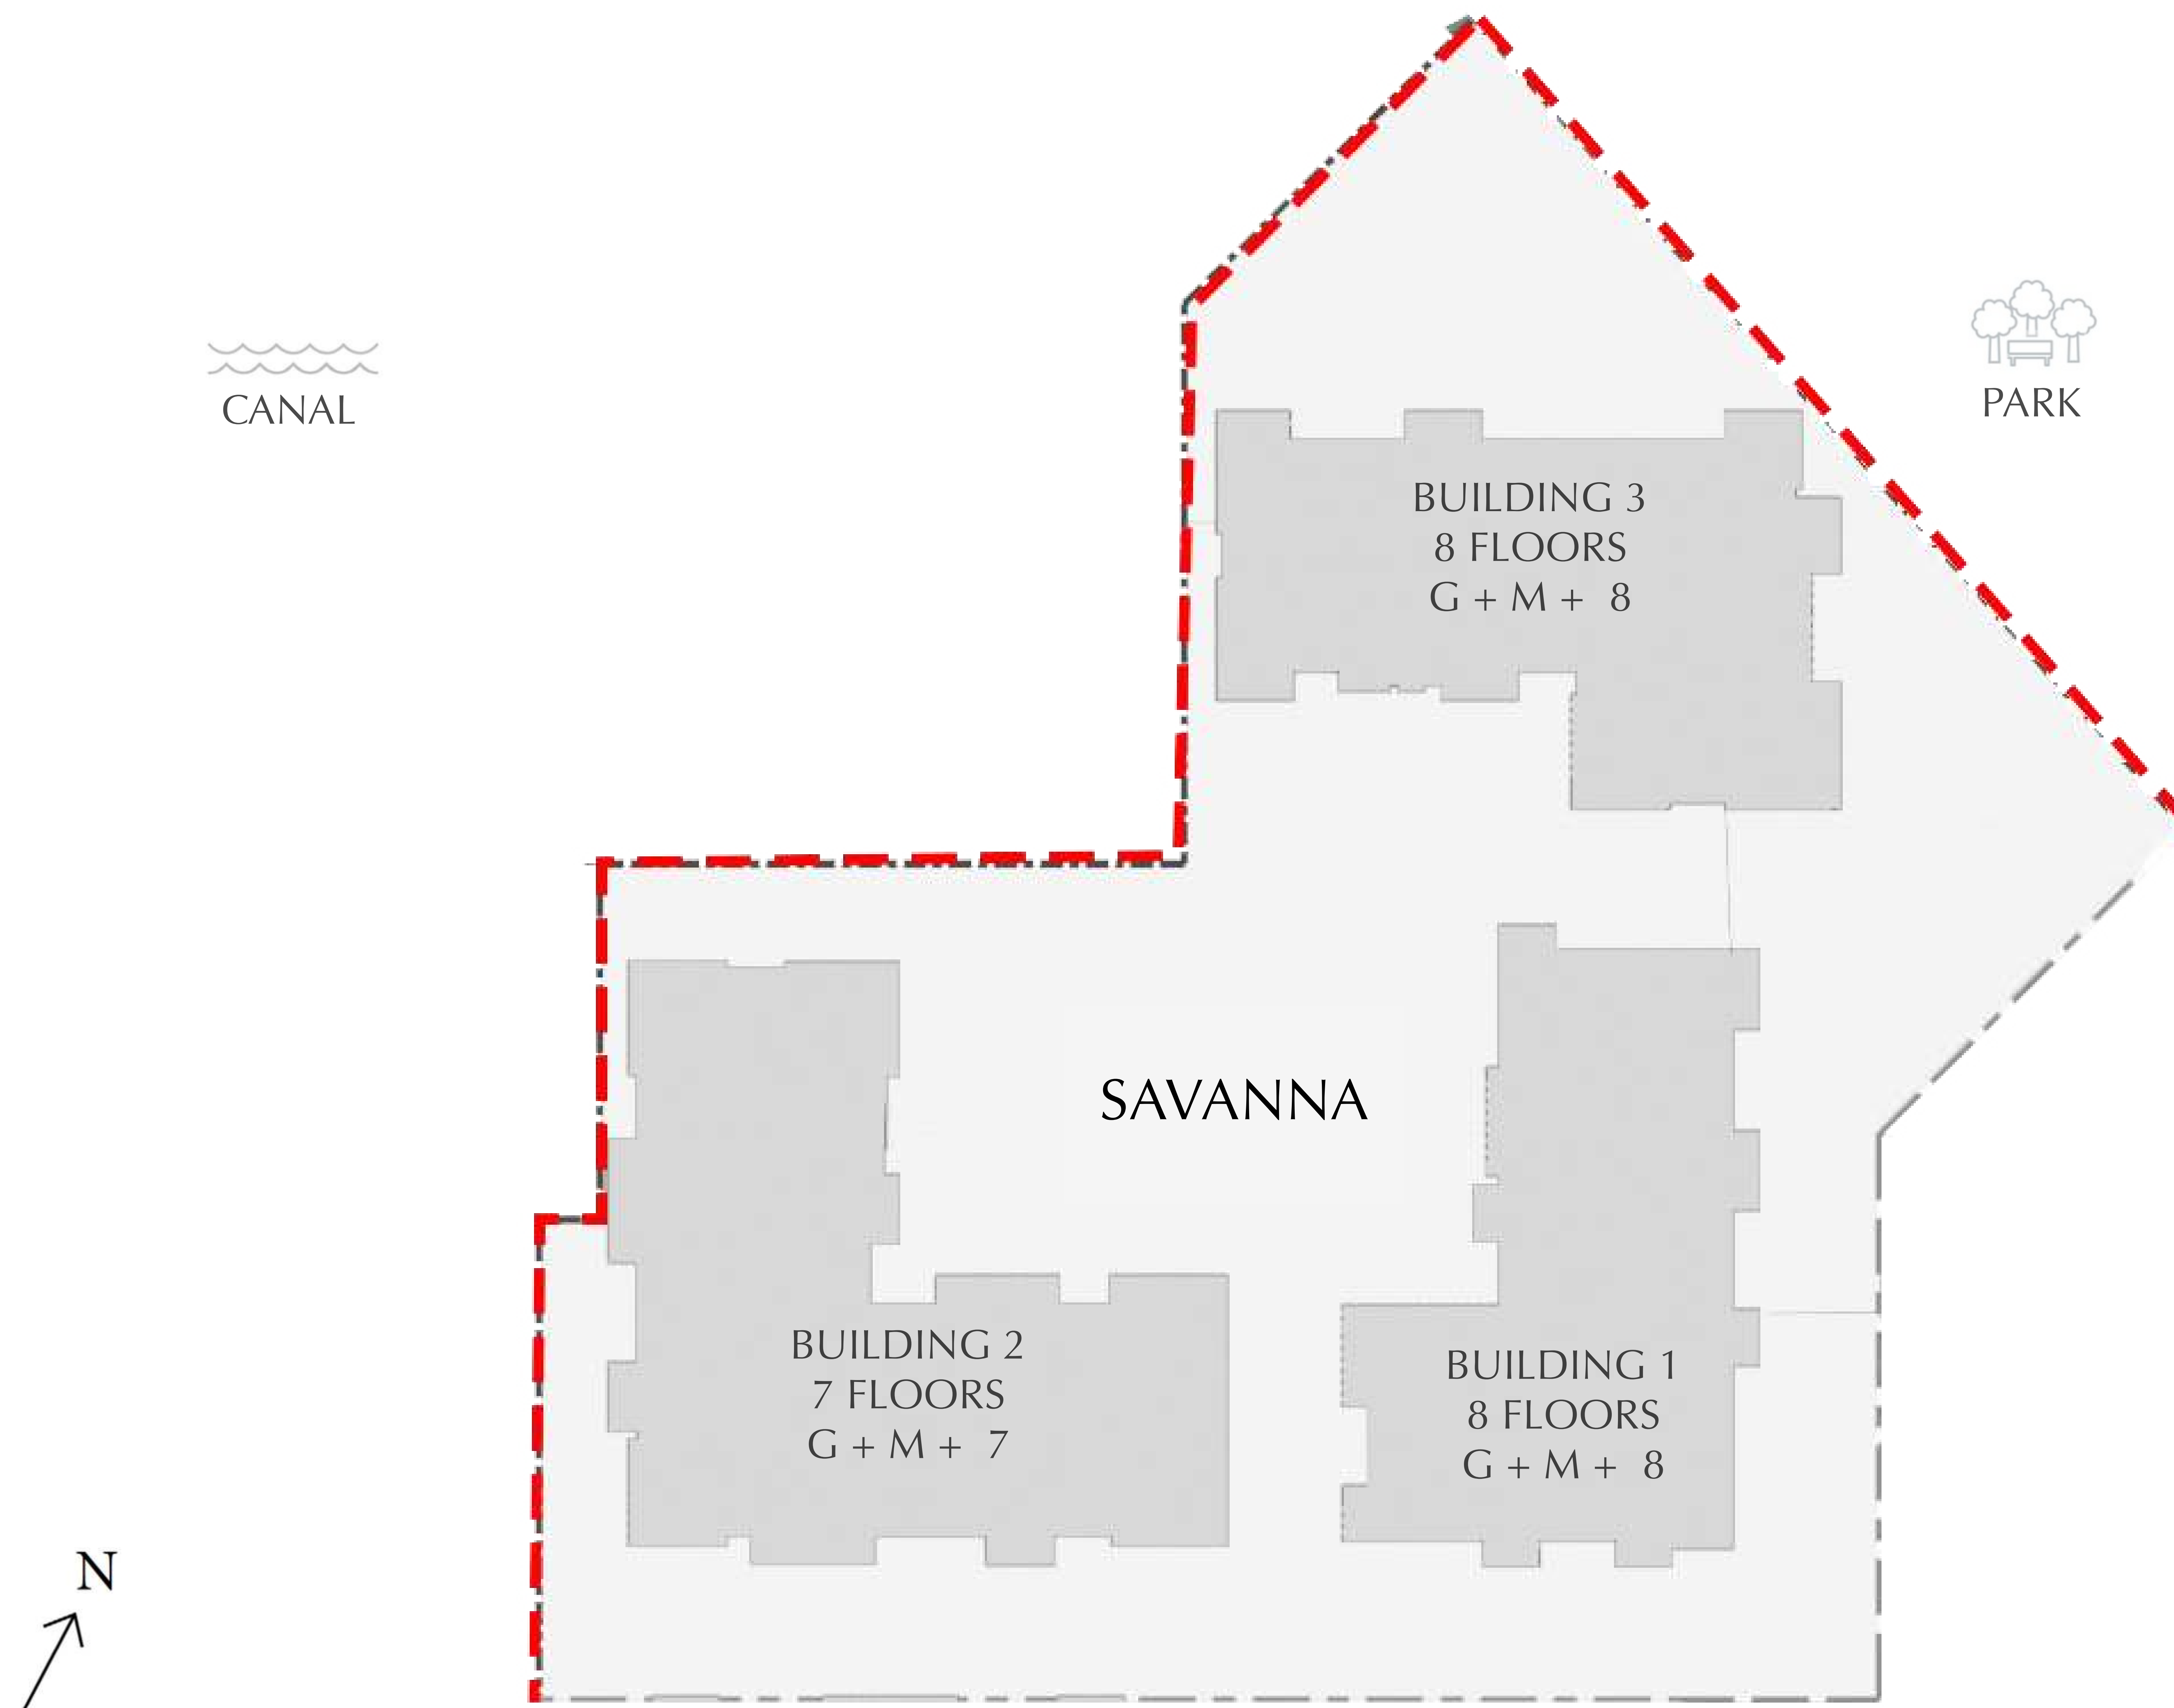 CANAL
PARK
BUILDING 3
8 FLOORS
G + M + 8
SAVANNA
BUILDING 2
7 FLOORS
G + M + 7
BUILDING 1
8 FLOORS
G + M + 8
N